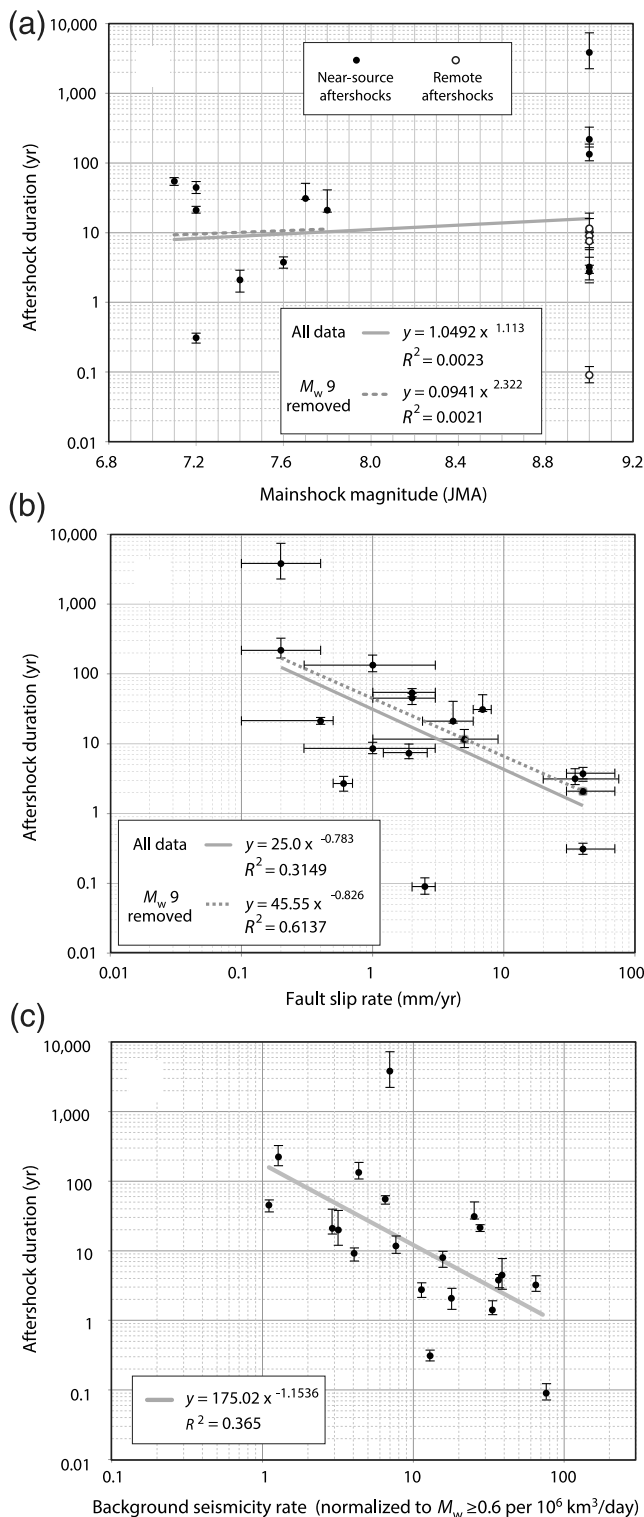 (a)
10,000
1,000
100
10
1
0.1
0.01
Aftershock duration (yr)
Near-source aftershocks
Remote aftershocks
All data y = 1.0492 x 1.113
R2 = 0.0023
Mw 9 removed y = 0.0941 x 2.322
R2 = 0.0021
6.8 7.2 7.6 8.0 8.4 8.8 9.2
Mainshock magnitude (JMA)
(b)
10,000
1,000
100
10
1
0.1
0.01
Aftershock duration (yr)
All data y = 25.0 x -0.783
R2 = 0.3149
Mw 9 removed y = 45.55 x -0.826
R2 = 0.6137
0.01 0.1 1 10 100
Fault slip rate (mm/yr)
(c)
10,000
1,000
100
10
1
0.1
0.01
Aftershock duration (yr)
y = 175.02 x -1.1536
R2 = 0.365
0.1 1 10 100
Background seismicity rate (normalized to Mw ≥0.6 per 106 km3/day)